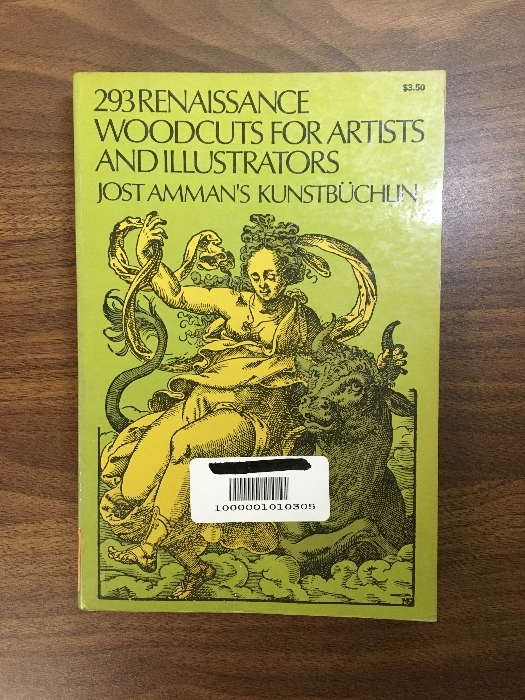 $3.50
293 RENAISSANCE
WOODCUTS FOR ARTISTS
AND ILLUSTRATORS
JOST AMMAN'S KUNSTBÜCHLIN
1000001010305